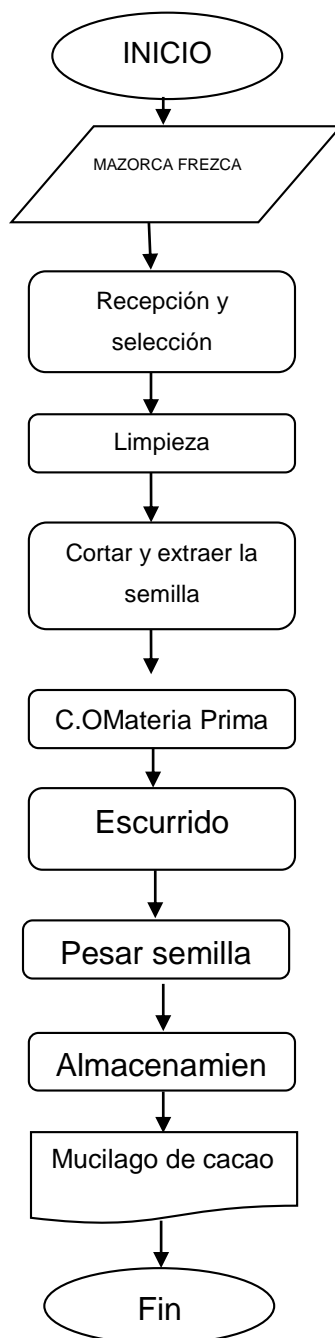 INICIO
MAZORCA FREZCA
Recepción y
selección
Limpieza
Cortar y extraer la
semilla
C.OMateria Prima
Escurrido
Pesar semilla
Almacenamien
Mucilago de cacao
Fin